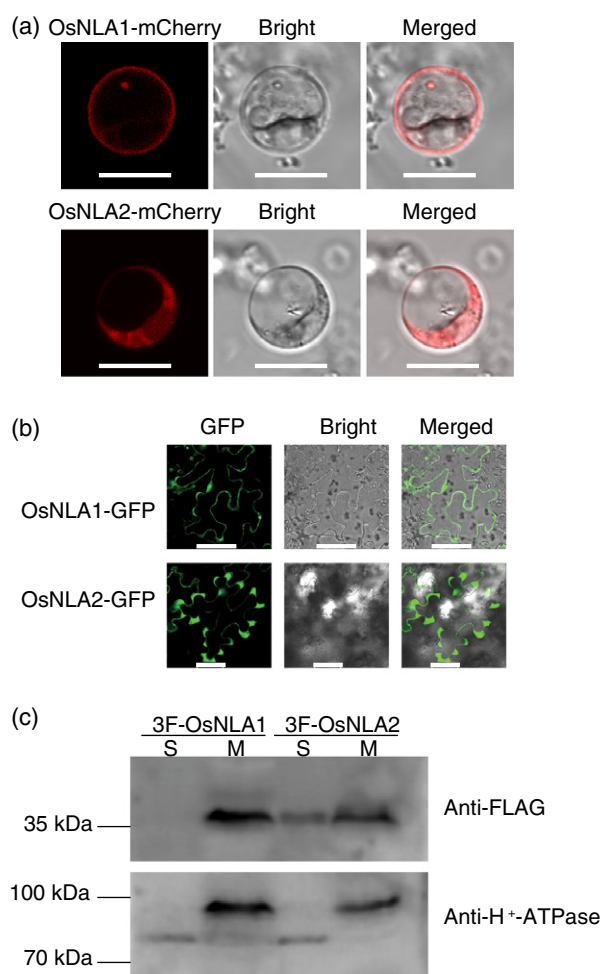 (a) OsNLA1-mCherry Bright Merged
OsNLA2-mCherry Bright Merged
(b) GFP Bright Merged
OsNLA1-GFP
OsNLA2-GFP
(c) 3F-OsNLA1 3F-OsNLA2
S M S M
35 kDa Anti-FLAG
100 kDa Anti-H⁺-ATPase
70 kDa